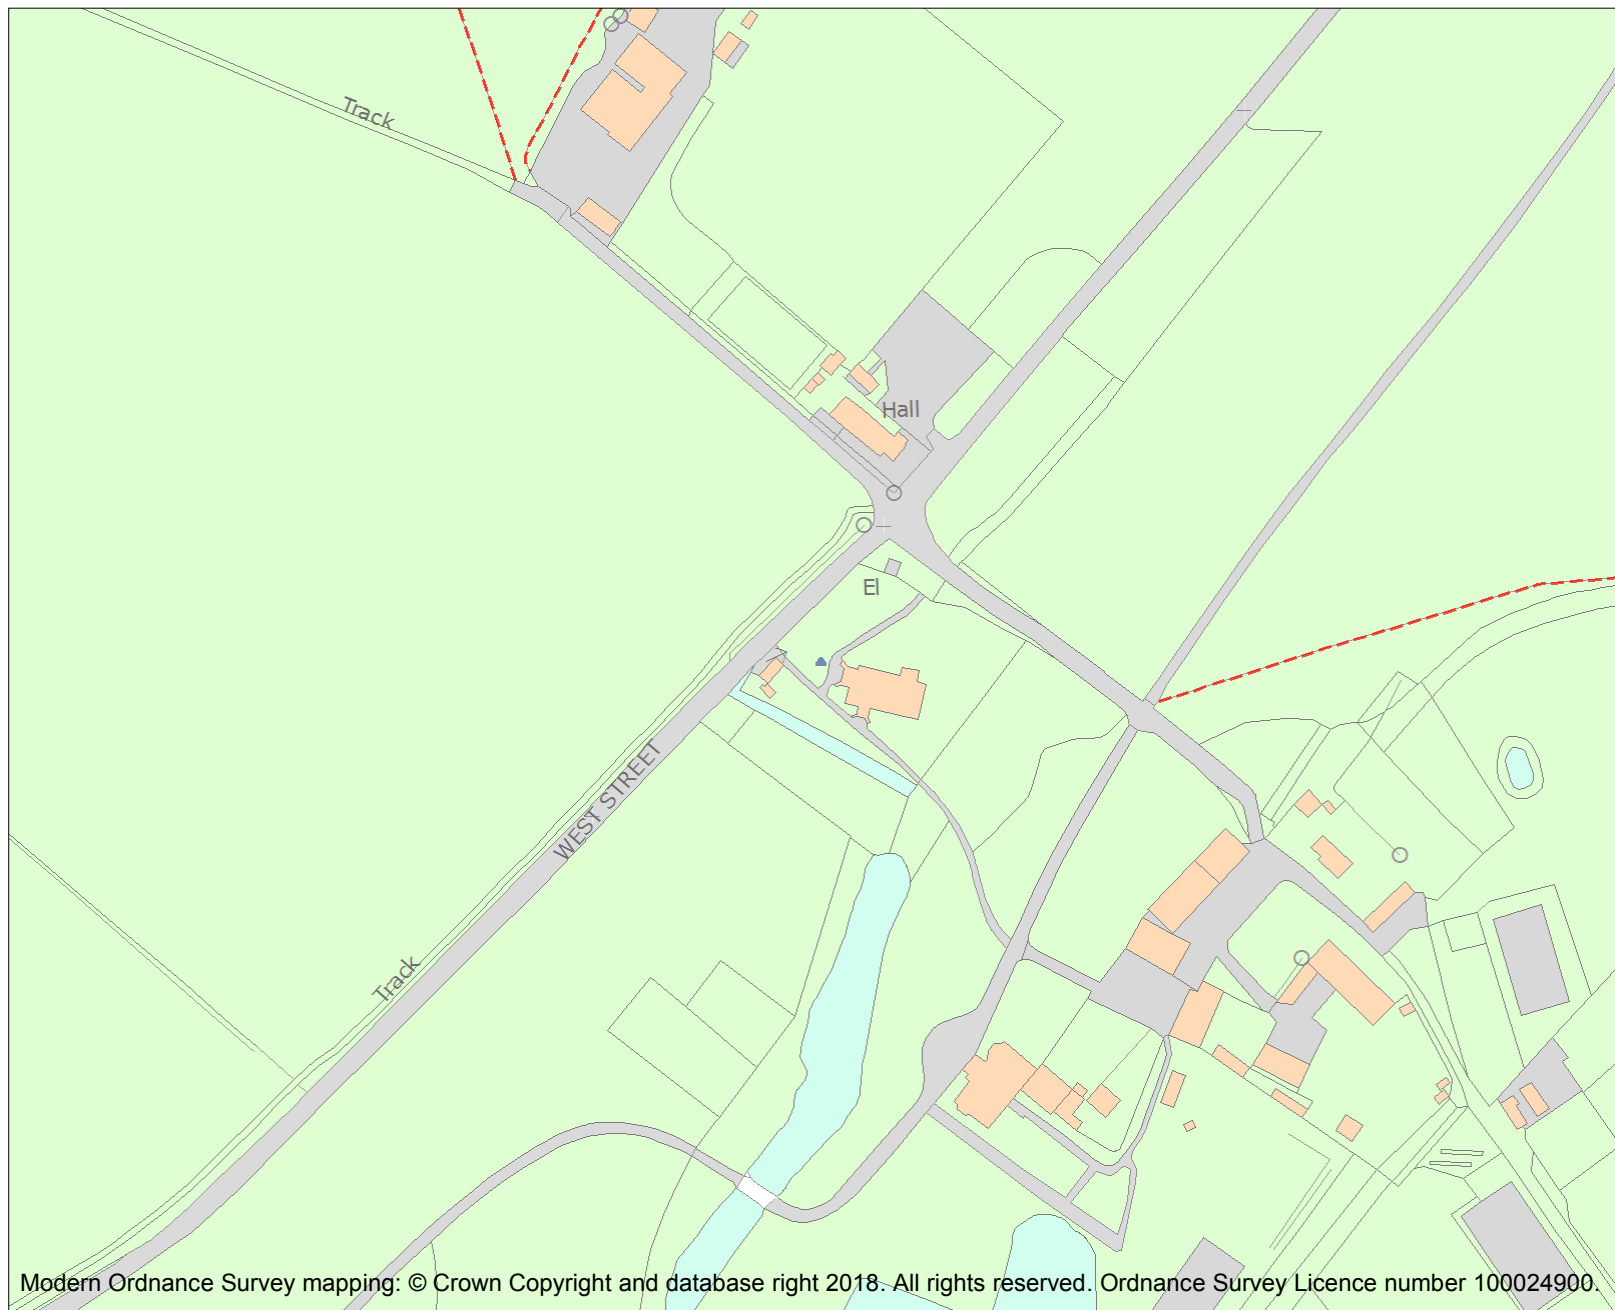 Track
Hall
El
WEST STREET
Track
Modern Ordnance Survey mapping: © Crown Copyright and database right 2018. All rights reserved. Ordnance Survey Licence number 100024900.